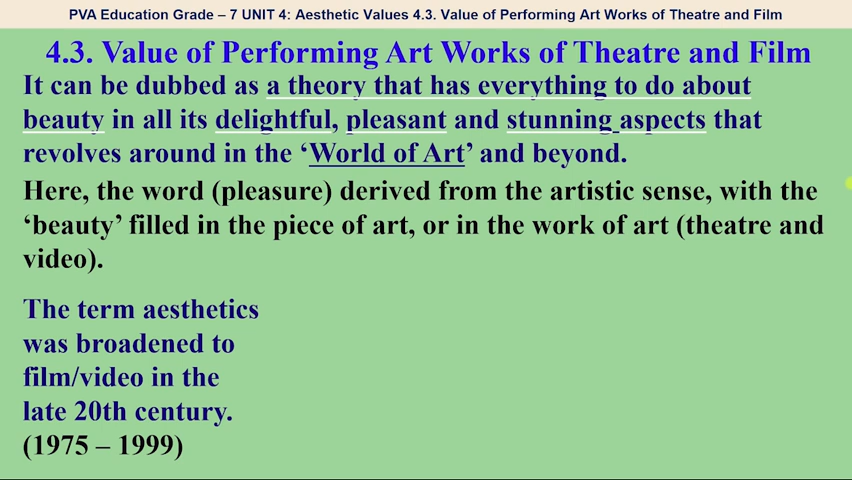 PVA Education Grade – 7 UNIT 4: Aesthetic Values 4.3. Value of Performing Art Works of Theatre and Film
4.3. Value of Performing Art Works of Theatre and Film
It can be dubbed as a theory that has everything to do about
beauty in all its delightful, pleasant and stunning aspects that
revolves around in the ‘World of Art’ and beyond.
Here, the word (pleasure) derived from the artistic sense, with the
‘beauty’ filled in the piece of art, or in the work of art (theatre and
video).
The term aesthetics
was broadened to
film/video in the
late 20th century.
(1975 – 1999)